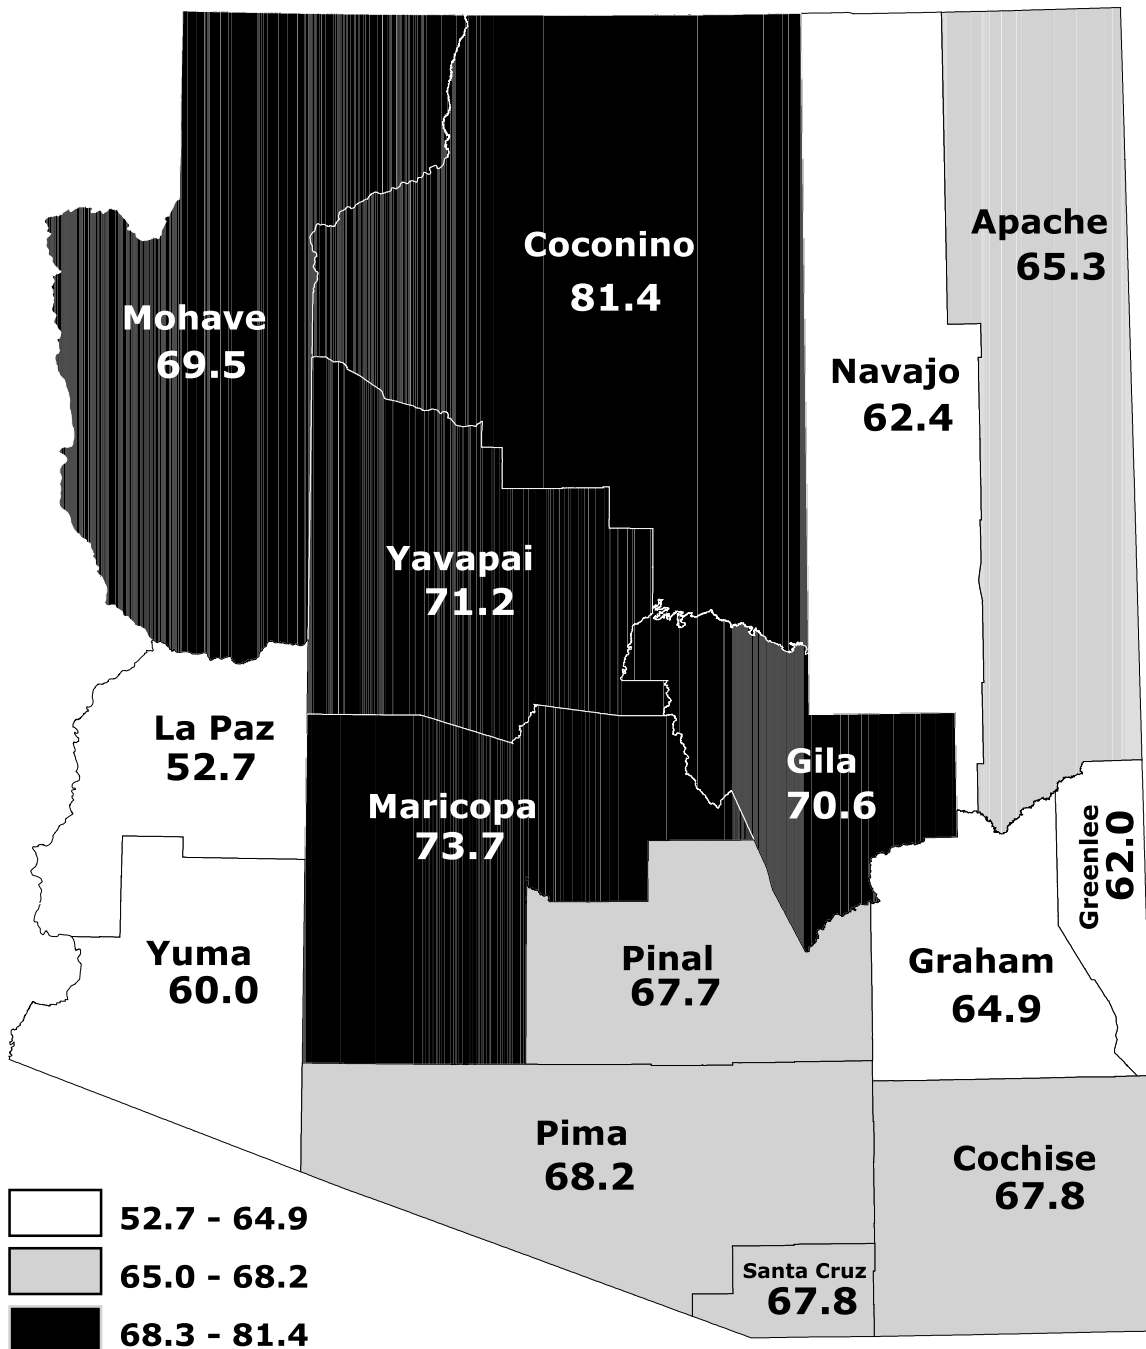 Apache
65.3
Coconino
81.4
Mohave
69.5
Navajo
62.4
Yavapai
71.2
La Paz
52.7
Gila
70.6
Maricopa
73.7
Greenlee
62.0
Yuma
60.0
Pinal
67.7
Graham
64.9
Pima
68.2
Cochise
67.8
Santa Cruz
67.8
52.7 - 64.9
65.0 - 68.2
68.3 - 81.4